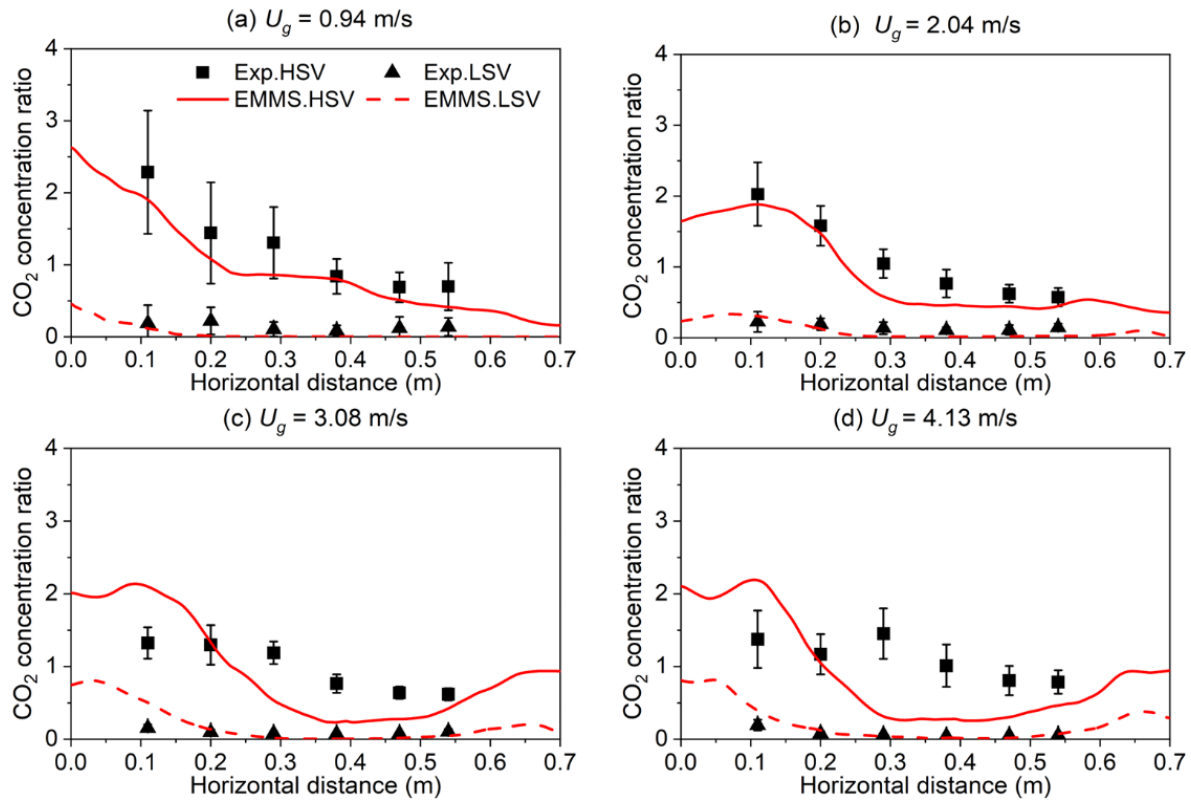 (a) U_g = 0.94 m/s
4
3
2
1
0
CO₂ concentration ratio
Exp.HSV
Exp.LSV
EMMS.HSV
EMMS.LSV
0.0 0.1 0.2 0.3 0.4 0.5 0.6 0.7
Horizontal distance (m)
(b) U_g = 2.04 m/s
4
3
2
1
0
CO₂ concentration ratio
0.0 0.1 0.2 0.3 0.4 0.5 0.6 0.7
Horizontal distance (m)
(c) U_g = 3.08 m/s
4
3
2
1
0
CO₂ concentration ratio
0.0 0.1 0.2 0.3 0.4 0.5 0.6 0.7
Horizontal distance (m)
(d) U_g = 4.13 m/s
4
3
2
1
0
CO₂ concentration ratio
0.0 0.1 0.2 0.3 0.4 0.5 0.6 0.7
Horizontal distance (m)